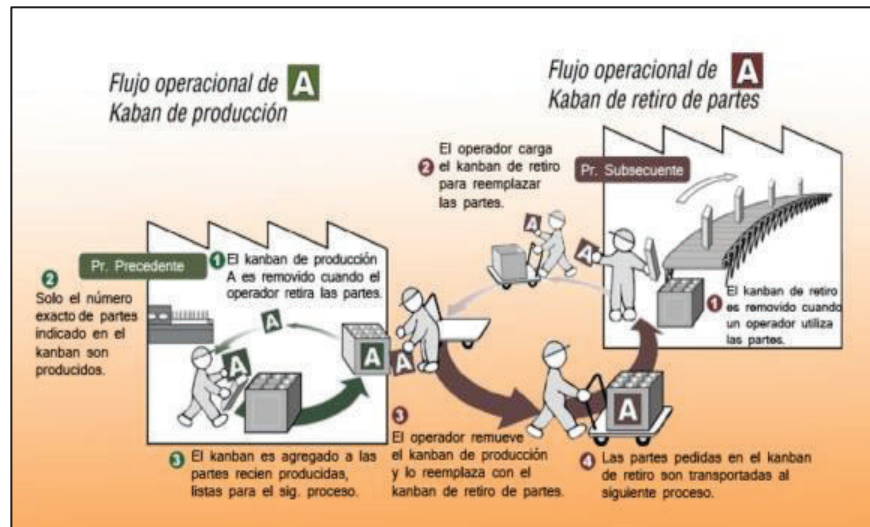 Flujo operacional de A
Kaban de producción
Flujo operacional de A
Kaban de retiro de partes
El operador carga
2 el kanban de retiro
para reemplazar
las partes.
Pr. Subsecuente
Pr. Precedente
1 El kanban de producción
A es removido cuando el
operador retira las partes.
2
Solo el número
exacto de partes
indicado en el
kanban son
producidos.
A
A
A
A
A
A
A
1 El kanban de retiro
es removido cuando
un operador utiliza
las partes.
3 El kanban es agregado a las
partes recien producidas,
listas para el sig. proceso.
3
El operador remueve
el kanban de producción
y lo reemplaza con el
kanban de retiro de partes.
4 Las partes pedidas en el kanban
de retiro son transportadas al
siguiente proceso.